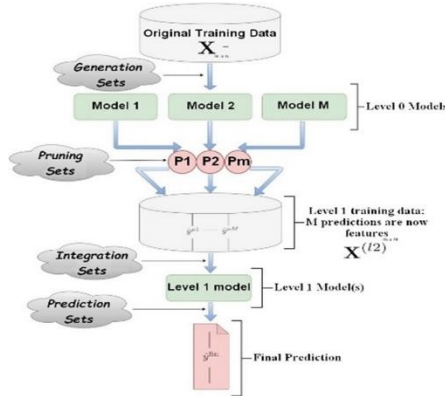 Original Training Data
X
Generation
Sets
Model 1
Model 2
Model M
Level 0 Models
Pruning
Sets
P1
P2
Pm
Level 1 training data:
M predictions are now
features
X(l2)
Integration
Sets
Level 1 model
Level 1 Model(s)
Prediction
Sets
Final Prediction